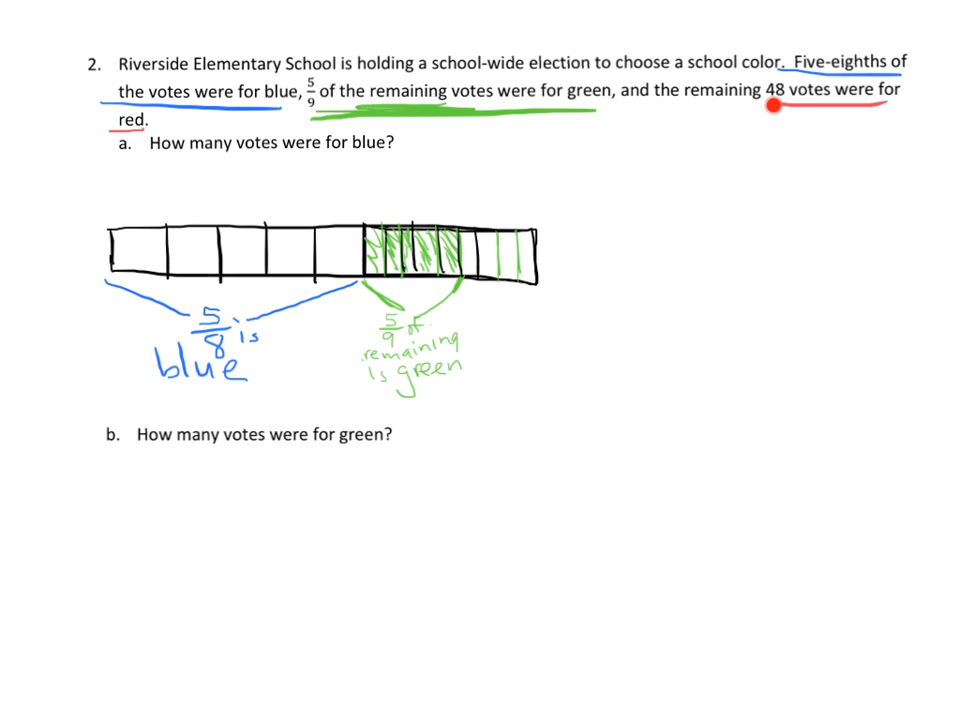 2. Riverside Elementary School is holding a school-wide election to choose a school color. Five-eighths of
the votes were for blue, 5/9 of the remaining votes were for green, and the remaining 48 votes were for
red.
a. How many votes were for blue?
5/8 is
blue
5/9 of
remaining
is green
b. How many votes were for green?